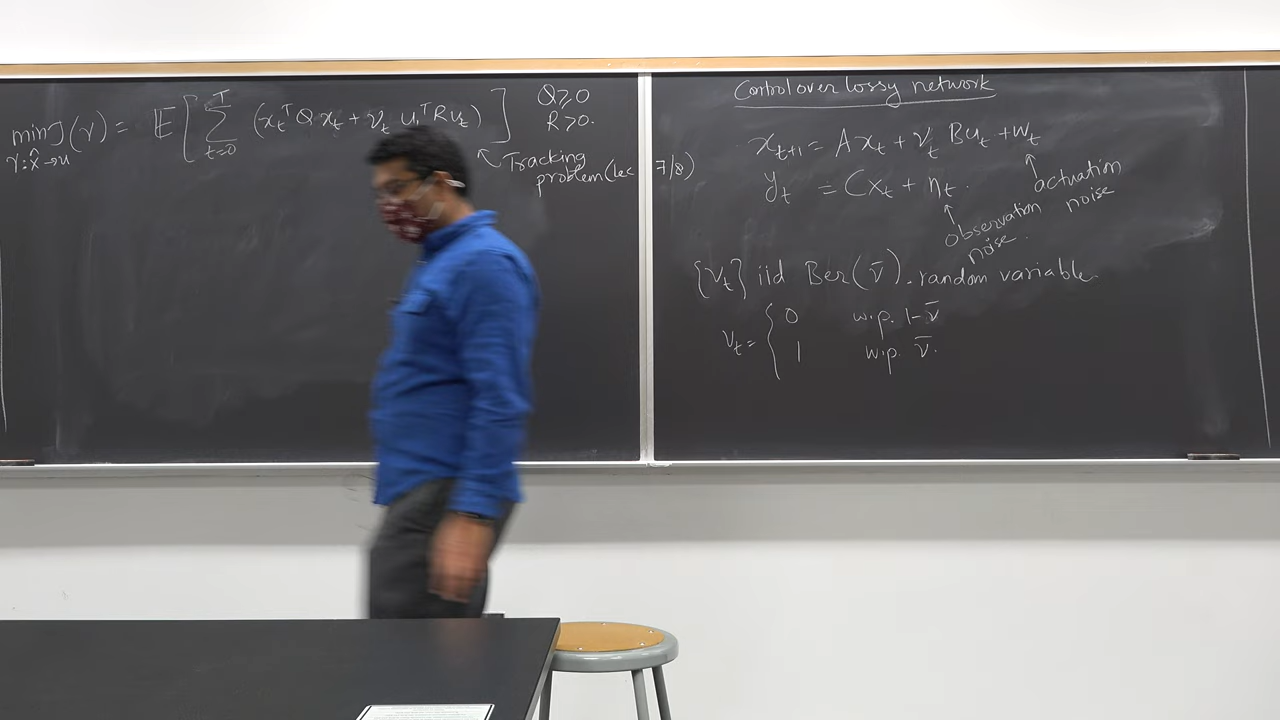 min J(γ) = E[ Σ_{t=0}^{T} (x_t^T Q x_t + ν_t u_t^T R u_t) ]
γ: x̂ → u
Q ≥ 0
R > 0.
Tracking
problem (lec 7/8)
Control over lossy network
x_{t+1} = A x_t + ν_t B u_t + w_t
actuation
noise
y_t = C x_t + η_t.
observation
noise.
{ν_t} iid Ber(ν̄). random variable.
ν_t = { 0 w.p. 1-ν̄
1 w.p. ν̄.